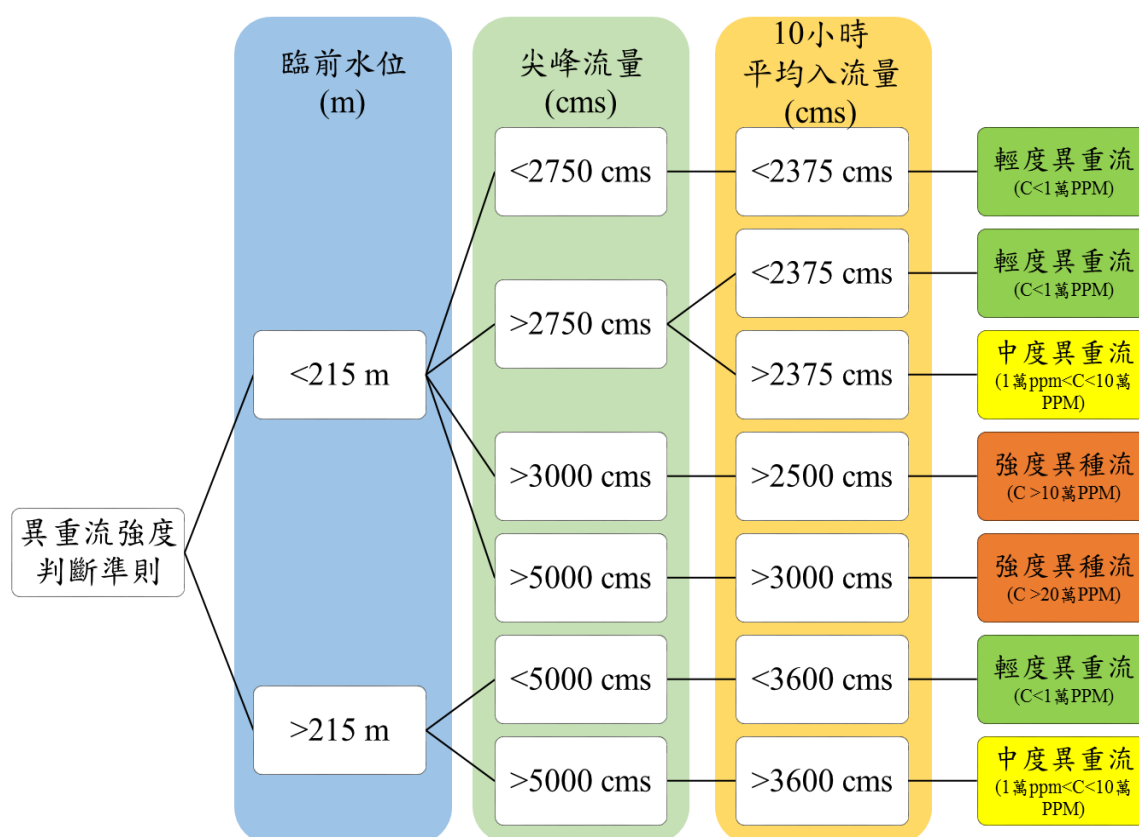 臨前水位
(m)
尖峰流量
(cms)
10小時
平均入流量
(cms)
<2750 cms
<2375 cms
輕度異重流
(C<1萬PPM)
<2375 cms
輕度異重流
(C<1萬PPM)
>2750 cms
<215 m
>2375 cms
中度異重流
(1萬ppm<C<10萬
PPM)
>3000 cms
>2500 cms
強度異種流
(C >10萬PPM)
異重流強度
判斷準則
>5000 cms
>3000 cms
強度異種流
(C >20萬PPM)
<5000 cms
<3600 cms
輕度異重流
(C<1萬PPM)
>215 m
>5000 cms
>3600 cms
中度異重流
(1萬ppm<C<10萬
PPM)